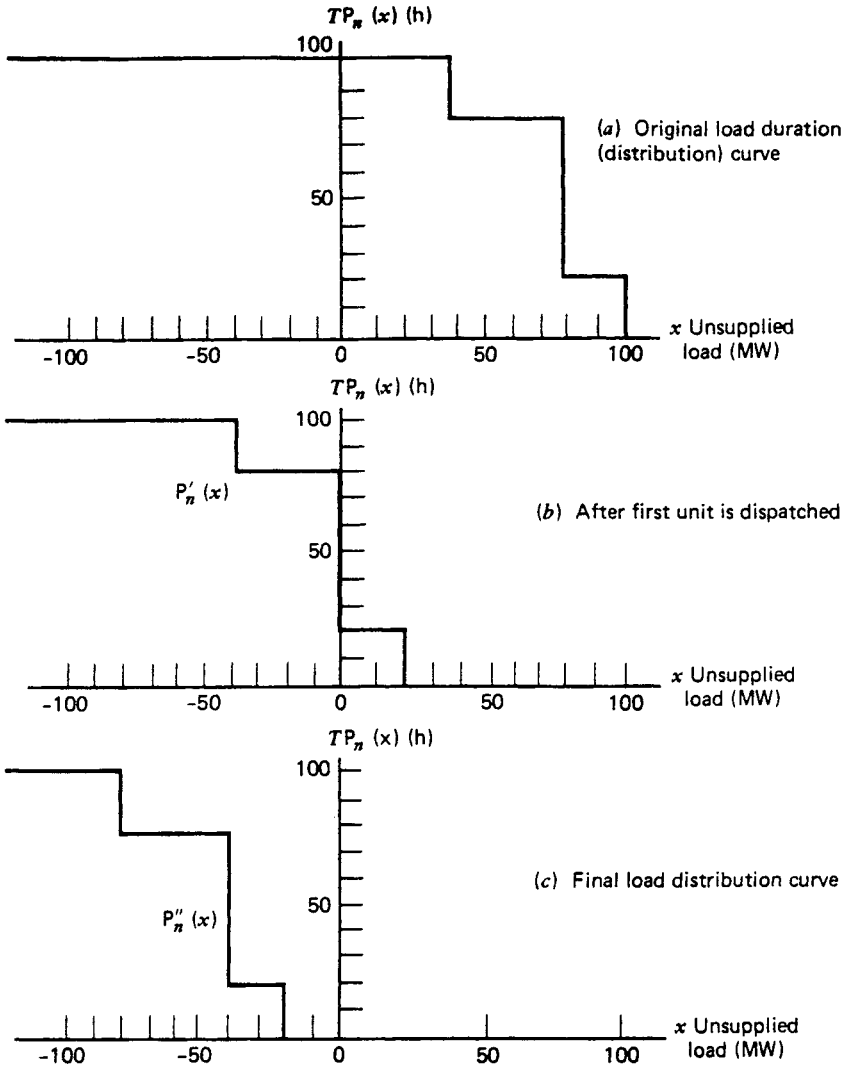 TPn (x) (h)
100
50
(a) Original load duration
(distribution) curve
-100
-50
0
50
100
x Unsupplied
load (MW)
TPn (x) (h)
100
P'n (x)
50
(b) After first unit is dispatched
-100
-50
0
50
100
x Unsupplied
load (MW)
TPn (x) (h)
100
50
P''n (x)
(c) Final load distribution curve
-100
-50
0
50
100
x Unsupplied
load (MW)